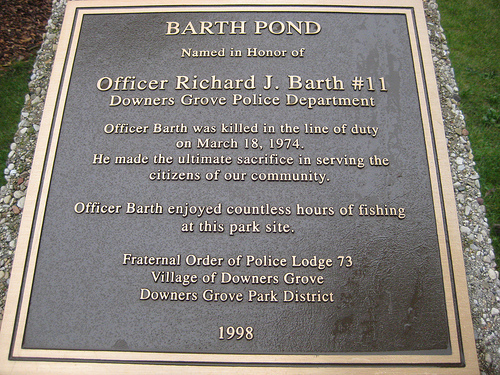 BARTH POND
Named in Honor of
Officer Richard J. Barth #11
Downers Grove Police Department
Officer Barth was killed in the line of duty
on March 18, 1974.
He made the ultimate sacrifice in serving the
citizens of our community.
Officer Barth enjoyed countless hours of fishing
at this park site.
Fraternal Order of Police Lodge 73
Village of Downers Grove
Downers Grove Park District
1998